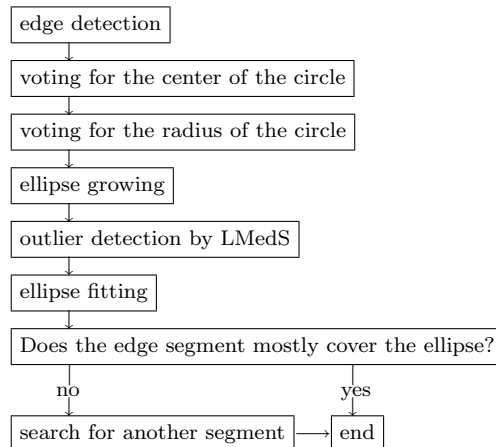 edge detection
voting for the center of the circle
voting for the radius of the circle
ellipse growing
outlier detection by LMedS
ellipse fitting
Does the edge segment mostly cover the ellipse?
no yes
search for another segment end